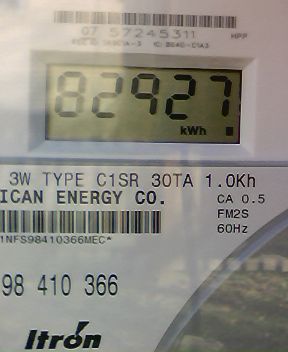 07 57245311
82927
kWh
3W TYPE C1SR 30TA 1.0Kh
ICAN ENERGY CO.
CA 0.5
FM2S
60Hz
1NFS98410366MEC*
98 410 366
Itron